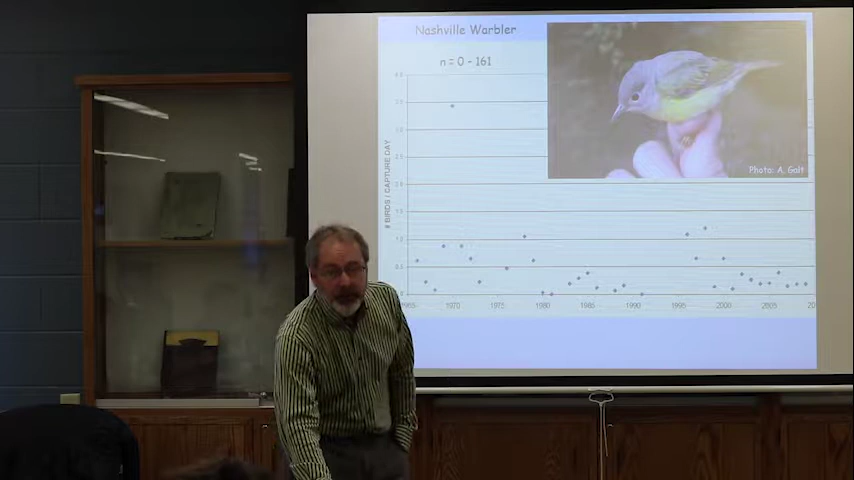 Nashville Warbler
n = 0 - 161
# BIRDS / CAPTURE DAY
Photo: A. Galt
1970
1975
1980
1985
1990
1995
2000
2005